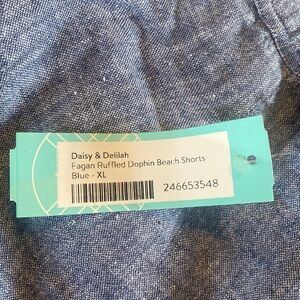 Daisy & Delilah
Fagan Ruffled Dophin Beach Shorts
Blue - XL
246653548